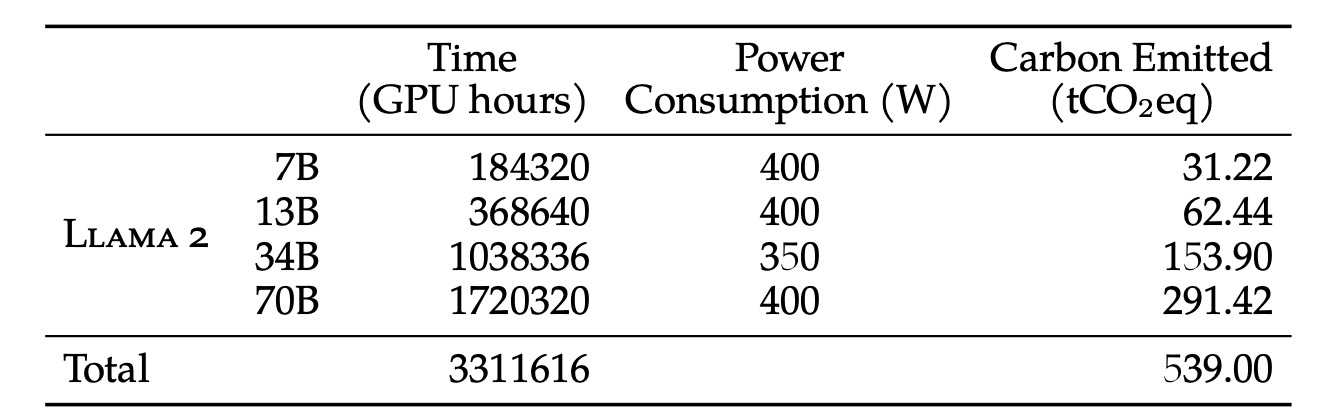 Time Power Carbon Emitted
(GPU hours) Consumption (W) (tCO₂eq)
7B 184320 400 31.22
13B 368640 400 62.44
LLAMA 2
34B 1038336 350 153.90
70B 1720320 400 291.42
Total 3311616 539.00